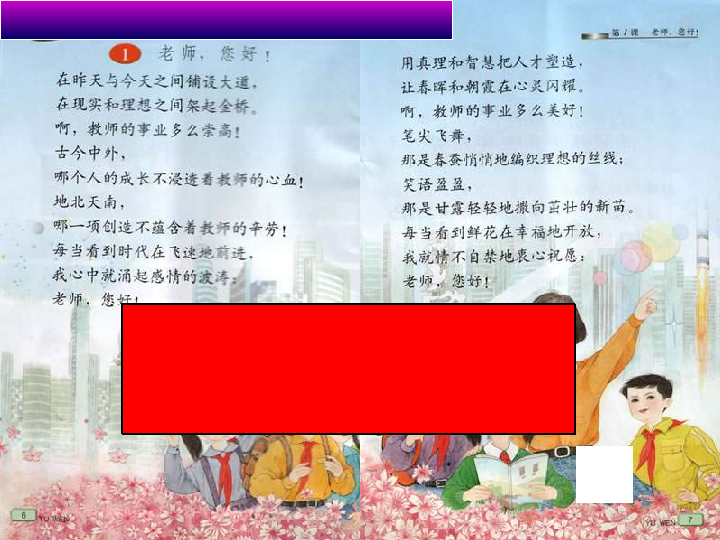 1 老师，您好！
在昨天与今天之间铺设大道，
在现实和理想之间架起金桥。
啊，教师的事业多么崇高！
古今中外，
哪个人的成长不浸透着教师的心血！
地北天南，
哪一项创造不蕴含着教师的辛劳！
每当看到时代在飞速地前进，
我心中就涌起感情的波涛：
老师，您好！
6 YU WEN
第1课 老师，您好！
用真理和智慧把人才塑造，
让春晖和朝霞在心灵闪耀。
啊，教师的事业多么美好！
笔尖飞舞，
那是春蚕悄悄地编织理想的丝线；
笑语盈盈，
那是甘露轻轻地撒向茁壮的新苗。
每当看到鲜花在幸福地开放，
我就情不自禁地衷心祝愿：
老师，您好！
YU WEN 7